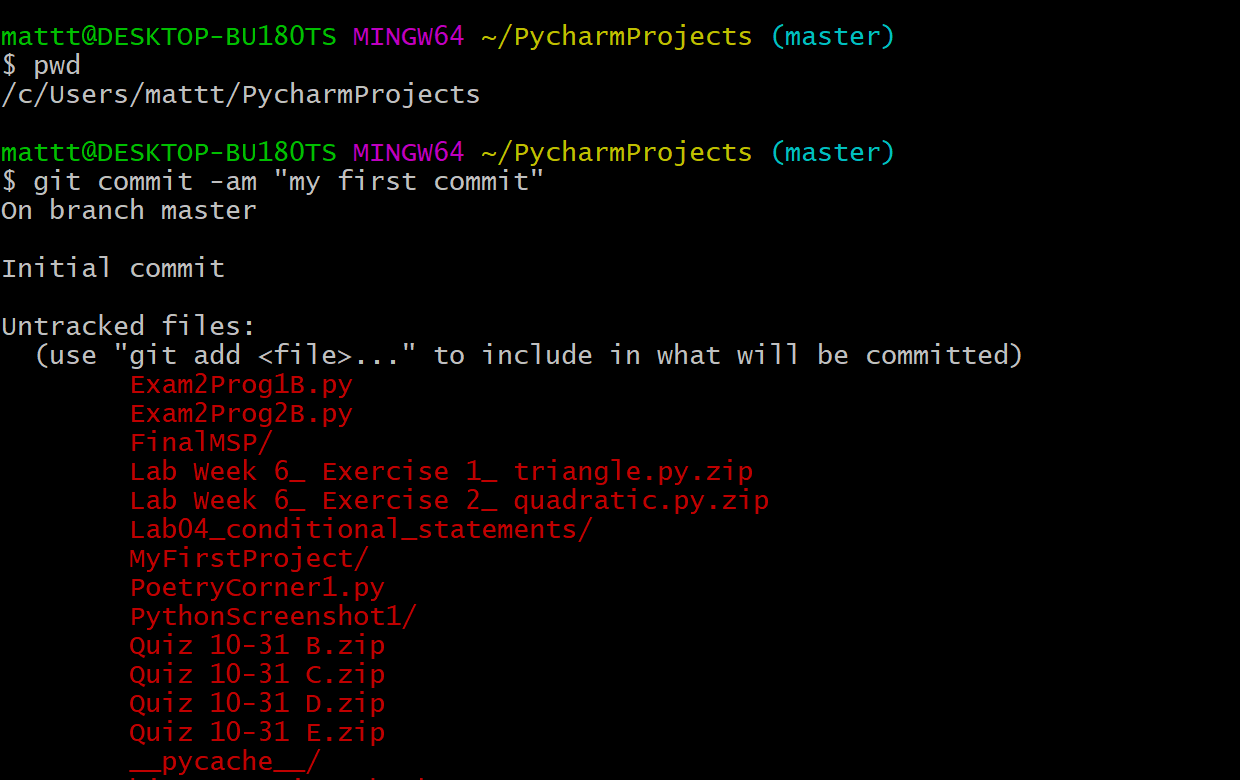 mattt@DESKTOP-BU180TS MINGW64 ~/PycharmProjects (master)
$ pwd
/c/Users/mattt/PycharmProjects
mattt@DESKTOP-BU180TS MINGW64 ~/PycharmProjects (master)
$ git commit -am "my first commit"
On branch master
Initial commit
Untracked files:
(use "git add <file>..." to include in what will be committed)
Exam2Prog1B.py
Exam2Prog2B.py
FinalMSP/
Lab Week 6_ Exercise 1_ triangle.py.zip
Lab Week 6_ Exercise 2_ quadratic.py.zip
Lab04_conditional_statements/
MyFirstProject/
PoetryCorner1.py
PythonScreenshot1/
Quiz 10-31 B.zip
Quiz 10-31 C.zip
Quiz 10-31 D.zip
Quiz 10-31 E.zip
__pycache__/